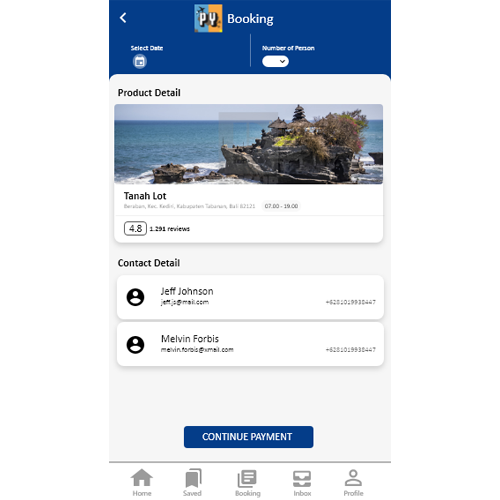 PY Booking
Select Date
Number of Person
Product Detail
Tanah Lot
Beraban, Kec. Kediri, Kabupaten Tabanan, Bali 82121 07.00 - 19.00
4.8 1.291 reviews
Contact Detail
Jeff Johnson
jeff.js@mail.com +6281019938447
Melvin Forbis
melvin.forbis@xmail.com +6281019938447
CONTINUE PAYMENT
Home Saved Booking Inbox Profile